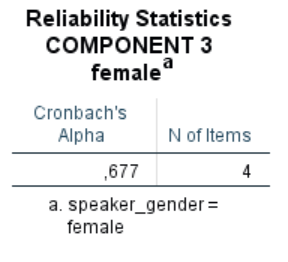 Reliability Statistics
COMPONENT 3
female a
Cronbach's
Alpha
N of Items
,677 4
a. speaker_gender =
female